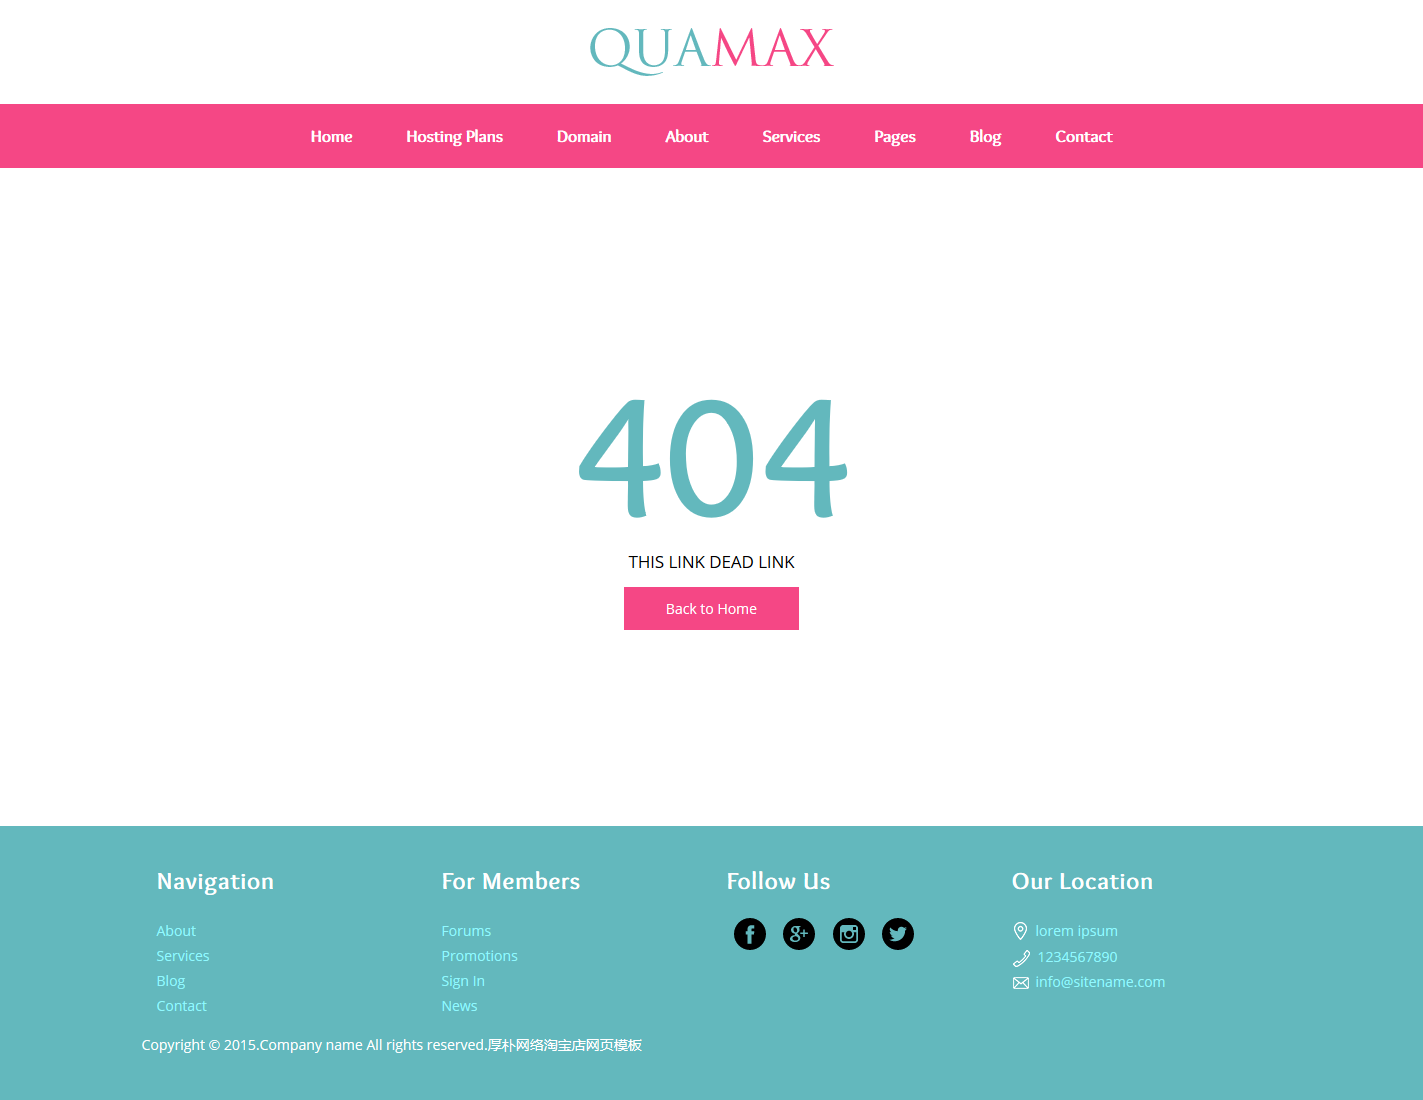 QUAMAX
Home Hosting Plans Domain About Services Pages Blog Contact
404
THIS LINK DEAD LINK
Back to Home
Navigation
About
Services
Blog
Contact
For Members
Forums
Promotions
Sign In
News
Follow Us
Our Location
lorem ipsum
1234567890
info@sitename.com
Copyright © 2015.Company name All rights reserved.厚朴网络淘宝店网页模板